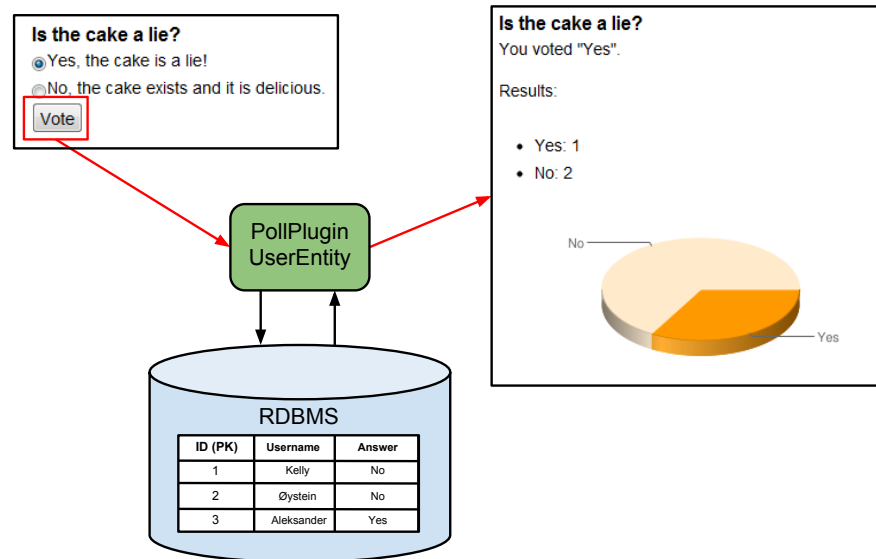 Is the cake a lie?
Yes, the cake is a lie!
No, the cake exists and it is delicious.
Vote
Is the cake a lie?
You voted "Yes".
Results:
Yes: 1
No: 2
No
Yes
PollPlugin
UserEntity
RDBMS
ID (PK) Username Answer
1 Kelly No
2 Øystein No
3 Aleksander Yes